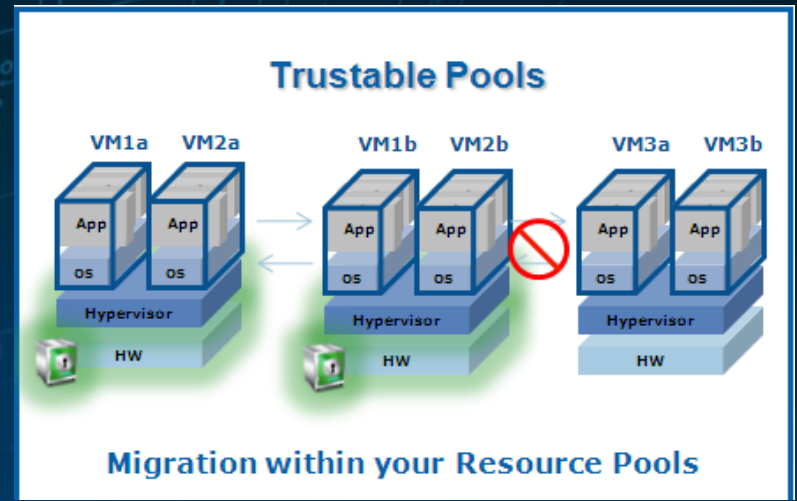 Trustable Pools
VM1a VM2a VM1b VM2b VM3a VM3b
App App App App App App
OS OS OS OS OS OS
Hypervisor Hypervisor Hypervisor
HW HW HW
Migration within your Resource Pools